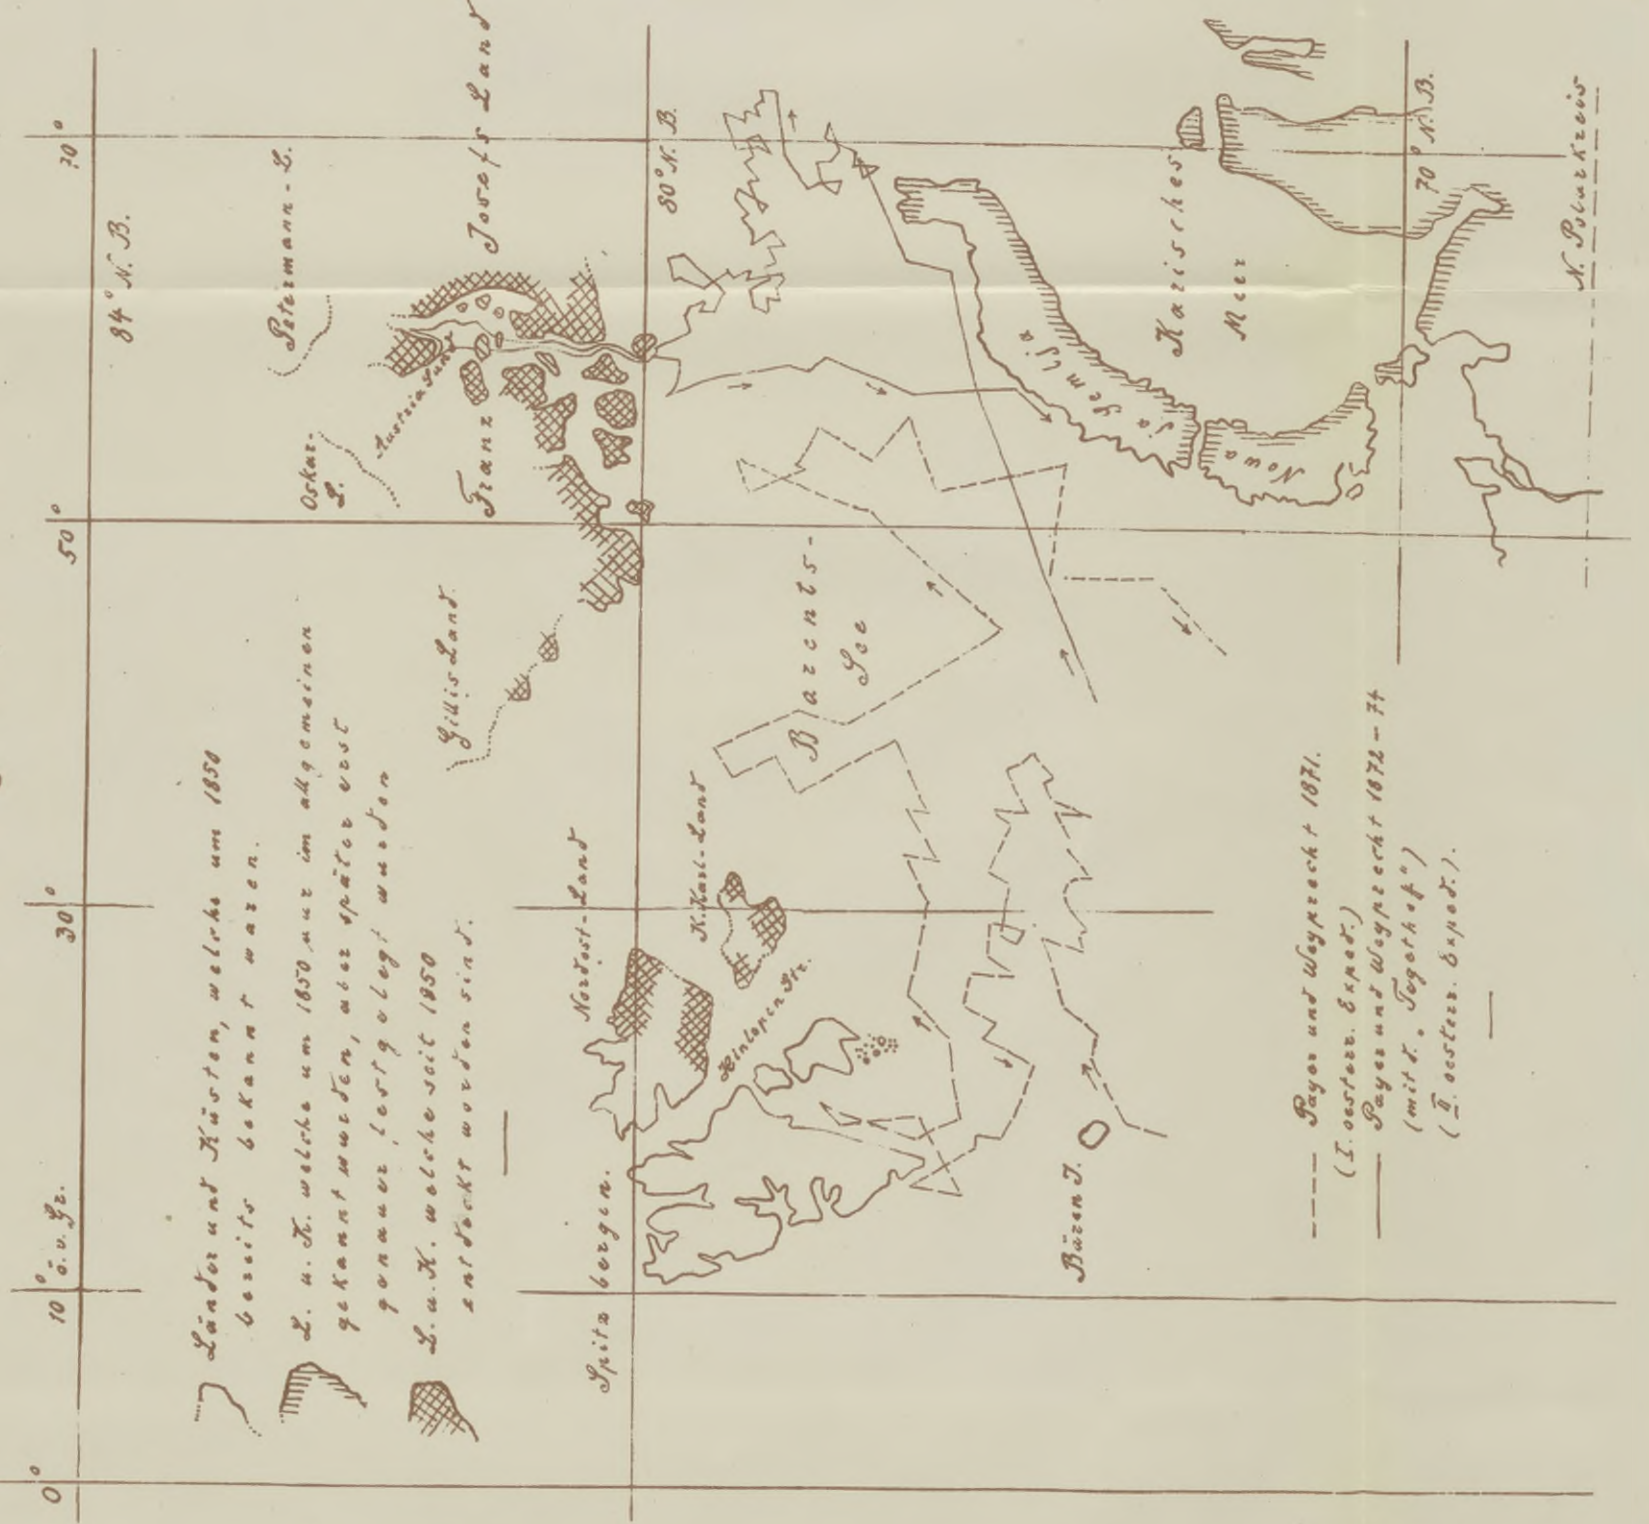 0°
10° ö. v. Gr.
30°
50°
70°
84° N. B.
Länder und Küsten, welche um 1850
bereits bekannt waren.
L. u. K. welche um 1850 nur im allgemeinen
gekannt wurden, aber später erst
genauer festgelegt wurden
L. u. K. welche seit 1850
entdeckt worden sind.
Petermann-L.
Oskar-
L.
Austria Sund
Franz Josefs Land
Gillis Land
Spitzbergen.
Nordost-Land
K. Karl-Land
Hinlopen Str.
80° N. B.
Barents-
See
Bären I.
Nowaja Semlja
Karisches
Meer
70° N. B.
N. Polarkreis
Payer und Weyprecht 1871.
(I. oesterr. Exped.)
Payer und Weyprecht 1872-74
(mit d. „Tegethof")
(II. oesterr. Exped.).